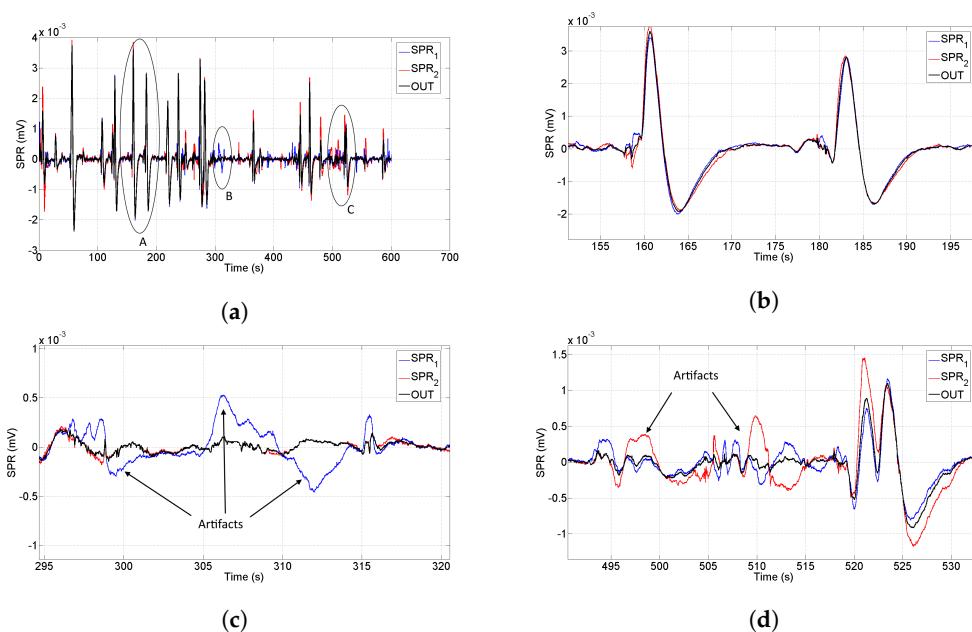 x 10⁻³
4
3
2
1
0
-1
-2
-3
SPR (mV)
0
100
200
300
400
500
600
700
Time (s)
SPR₁
SPR₂
OUT
A
B
C
(a)
x 10⁻³
3
2
1
0
-1
-2
SPR (mV)
155
160
165
170
175
180
185
190
195
Time (s)
SPR₁
SPR₂
OUT
(b)
x 10⁻³
1
0.5
0
-0.5
-1
SPR (mV)
295
300
305
310
315
320
Time (s)
SPR₁
SPR₂
OUT
Artifacts
(c)
x 10⁻³
1.5
1
0.5
0
-0.5
-1
SPR (mV)
495
500
505
510
515
520
525
530
Time (s)
SPR₁
SPR₂
OUT
Artifacts
(d)